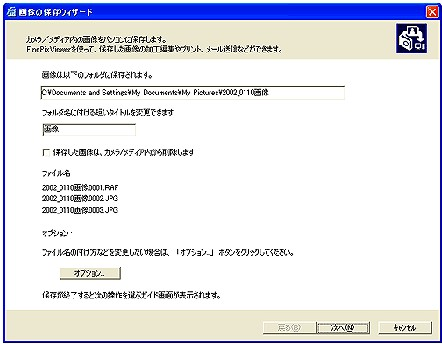 画像の保存ウィザード
カメラ/メディア内の画像をパソコンに保存します。
FinePixViewerを使って、保存した画像の加工編集やプリント、メール送信などができます。
画像は以下のフォルダに保存されます。
C:¥Documents and Settings¥My Documents¥My Pictures¥2002_0110画像
フォルダ名に付ける短いタイトルを変更できます
画像
保存した画像は、カメラ/メディア内から削除します
ファイル名
2002_0110画像0001.RAF
2002_0110画像0002.JPG
2002_0110画像0003.JPG
オプション
ファイル名の付け方などを変更したい場合は、「オプション...」ボタンをクリックしてください。
オプション...
保存が終了すると次の操作を選ぶガイド画面が表示されます。
戻る(B) 次へ(N) キャンセル